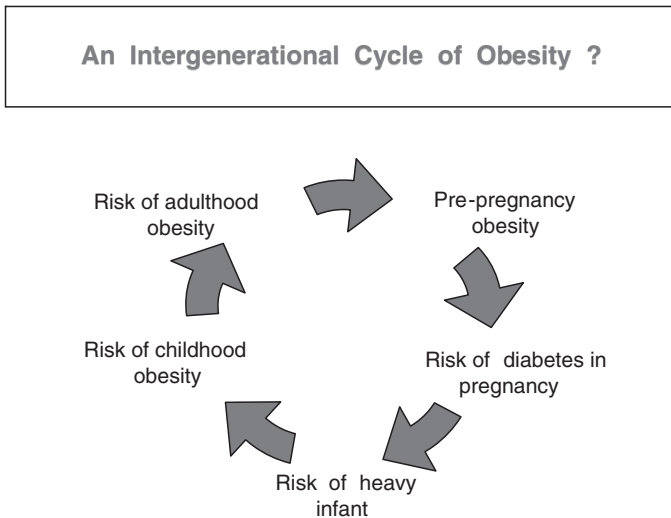 An Intergenerational Cycle of Obesity ?
Risk of adulthood
obesity
Pre-pregnancy
obesity
Risk of childhood
obesity
Risk of diabetes in
pregnancy
Risk of heavy
infant